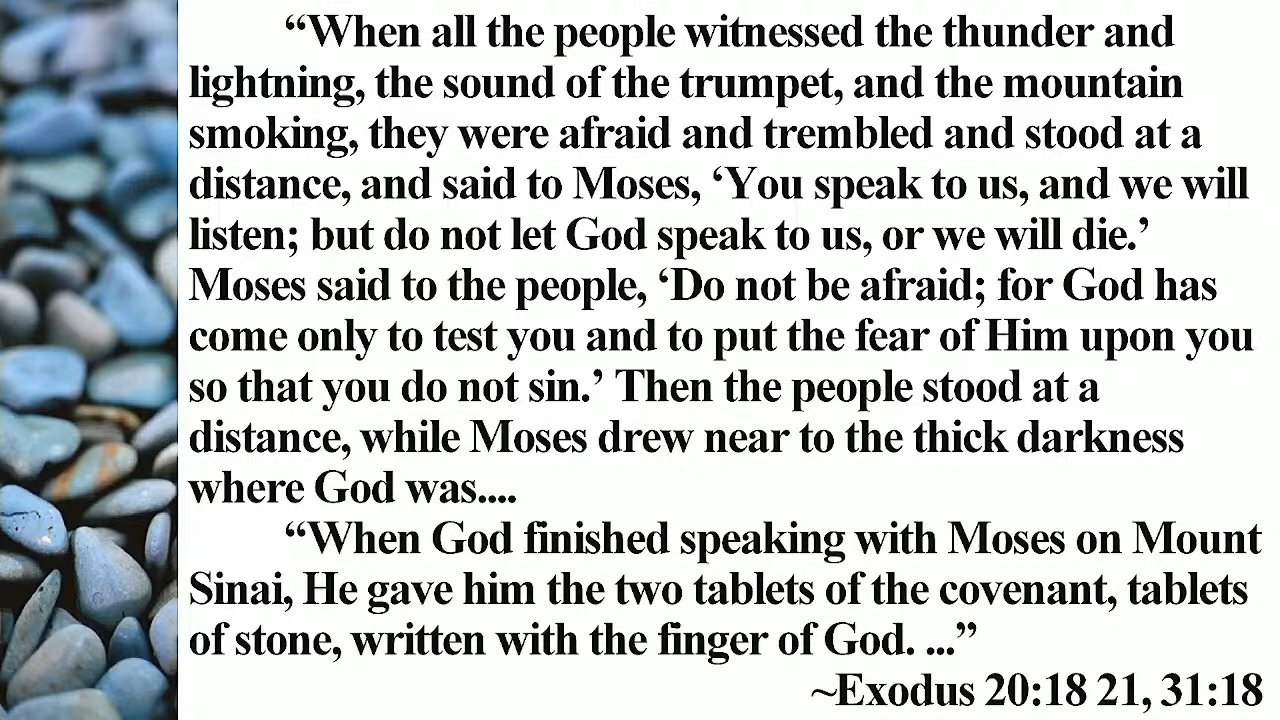 “When all the people witnessed the thunder and
lightning, the sound of the trumpet, and the mountain
smoking, they were afraid and trembled and stood at a
distance, and said to Moses, ‘You speak to us, and we will
listen; but do not let God speak to us, or we will die.’
Moses said to the people, ‘Do not be afraid; for God has
come only to test you and to put the fear of Him upon you
so that you do not sin.’ Then the people stood at a
distance, while Moses drew near to the thick darkness
where God was....
“When God finished speaking with Moses on Mount
Sinai, He gave him the two tablets of the covenant, tablets
of stone, written with the finger of God. ...”
~Exodus 20:18 21, 31:18